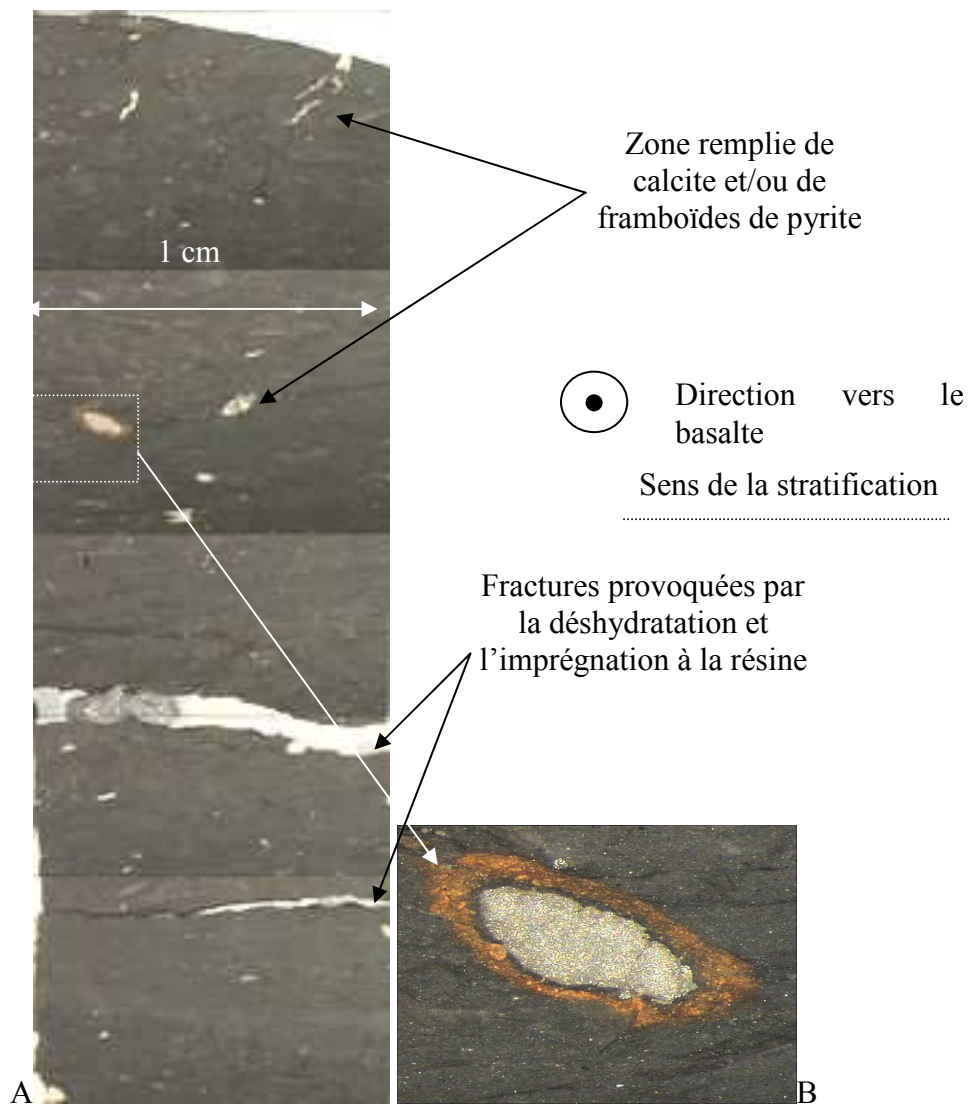 Zone remplie de
calcite et/ou de
framboïdes de pyrite
1 cm
Direction vers le
basalte
Sens de la stratification
Fractures provoquées par
la déshydratation et
l’imprégnation à la résine
A
B